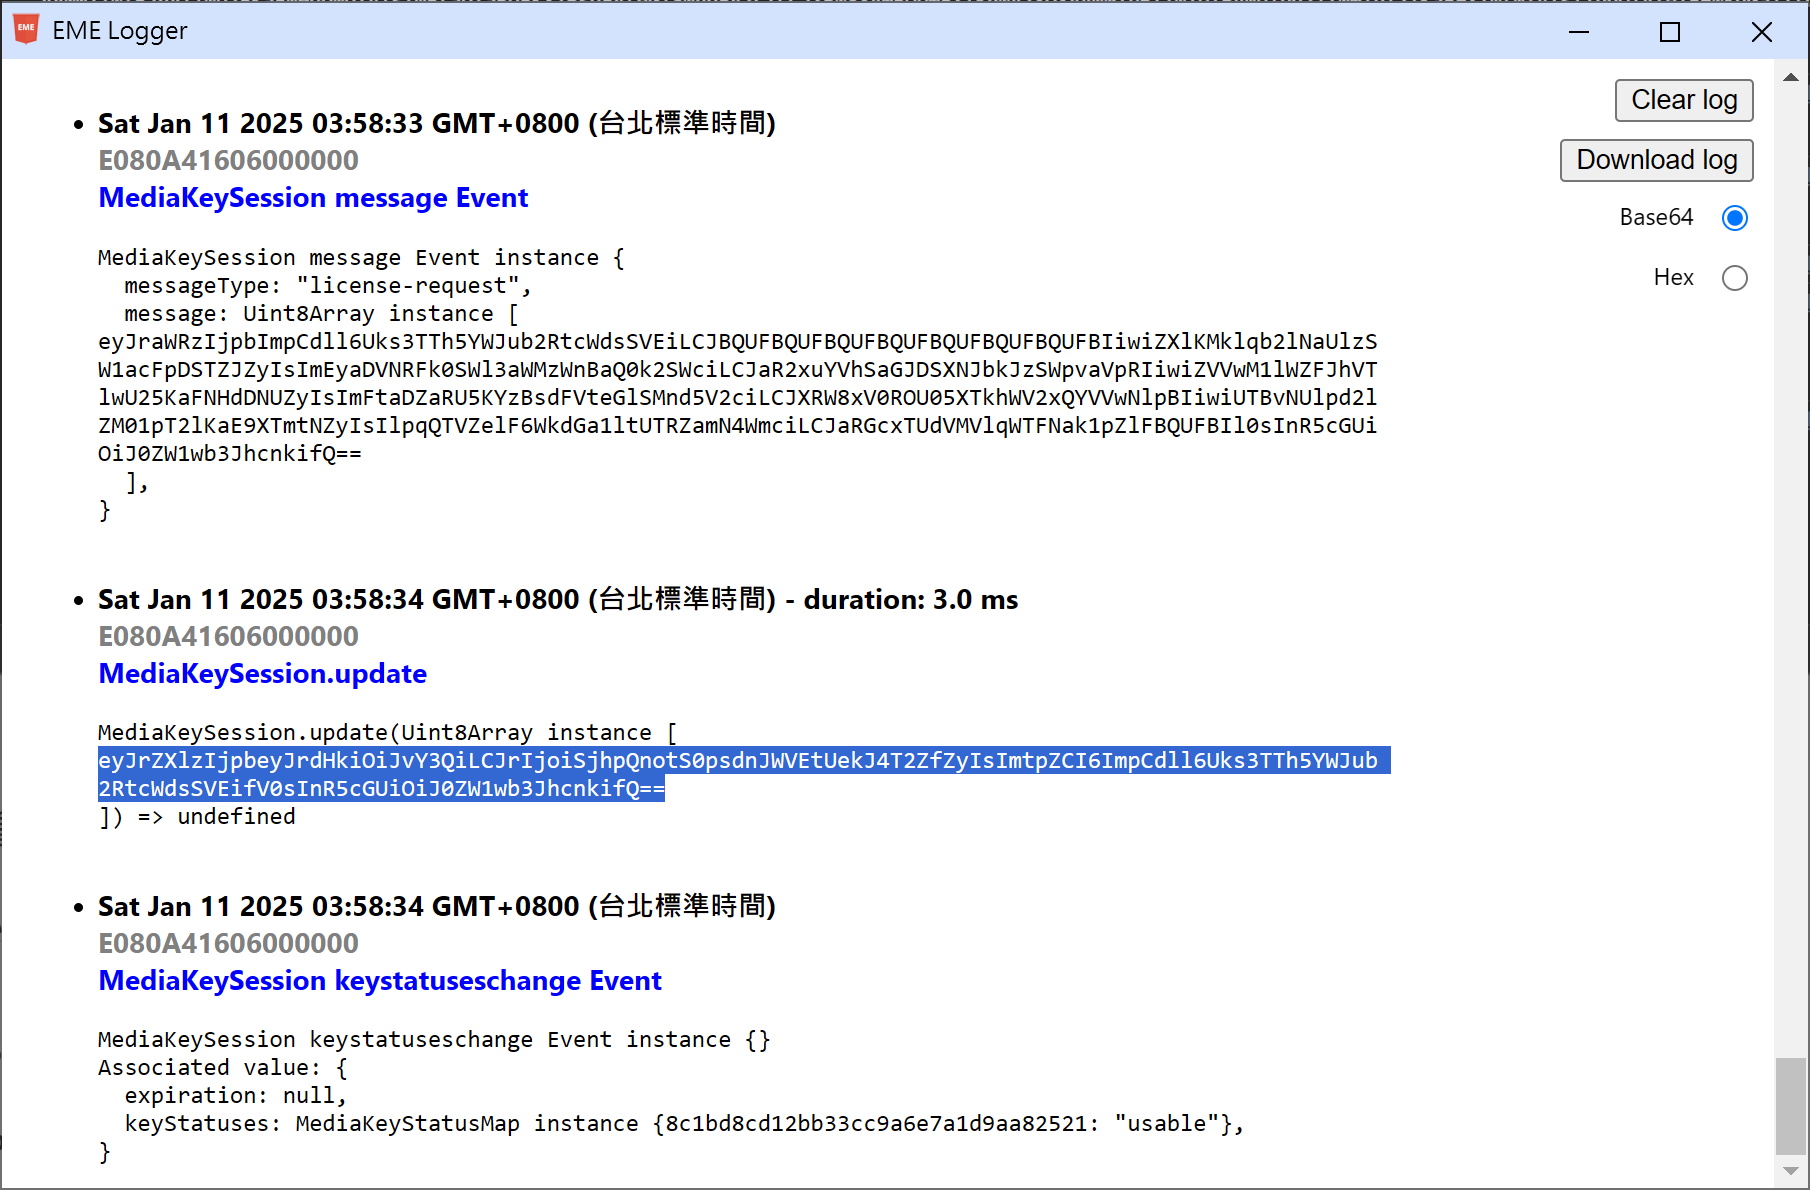 EME Logger
Clear log
Download log
Base64
Hex
Sat Jan 11 2025 03:58:33 GMT+0800 (台北標準時間)
E080A41606000000
MediaKeySession message Event
MediaKeySession message Event instance {
messageType: "license-request",
message: Uint8Array instance [
eyJraWRzIjpbImpCdll6Uks3TTh5YWJub2RtcWdsSVEiLCJBQUFBQUFBQUFBQUFBQUFBQUFBQUFBIiwiZXlKMklqb2lNaUlzS
W1acFpDSTZJZyIsImEyaDVNRFk0SWl3aWMzWnBaQ0k2SWciLCJaR2xuYVhSaGJDSXNJbkJzSWpvaVpRIiwiZVVwM1lWZFJhVT
lwU25KaFNHdDNUZyIsImFtaDZaRU5KYzBsdFVteGlSMnd5V2ciLCJXRW8xV0ROU05XTkhWV2xQYVVwNlpBIiwiUTBvNUlpd2l
ZM01pT2lKaE9XTmtNZyIsIlpqQTVZelF6WkdGa1ltUTRZamN4WmciLCJaRGcxTUdVMVlqWTFNak1pZlFBQUFBIl0sInR5cGUi
OiJ0ZW1wb3JhcnkifQ==
],
}
Sat Jan 11 2025 03:58:34 GMT+0800 (台北標準時間) - duration: 3.0 ms
E080A41606000000
MediaKeySession.update
MediaKeySession.update(Uint8Array instance [
eyJrZXlzIjpbeyJrdHkiOiJvY3QiLCJrIjoiSjhpQnotS0psdnJWVEtUekJ4T2ZfZyIsImtpZCI6ImpCdll6Uks3TTh5YWJub
2RtcWdsSVEifV0sInR5cGUiOiJ0ZW1wb3JhcnkifQ==
]) => undefined
Sat Jan 11 2025 03:58:34 GMT+0800 (台北標準時間)
E080A41606000000
MediaKeySession keystatuseschange Event
MediaKeySession keystatuseschange Event instance {}
Associated value: {
expiration: null,
keyStatuses: MediaKeyStatusMap instance {8c1bd8cd12bb33cc9a6e7a1d9aa82521: "usable"},
}